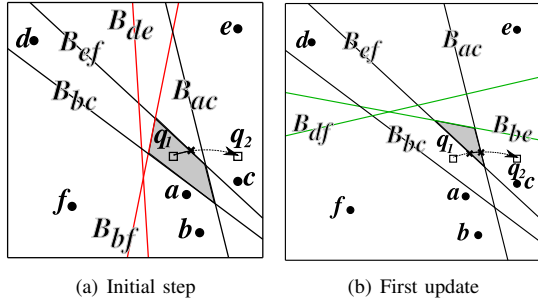 d
e
B_de
B_ef
B_bc
B_ac
q_1
q_2
c
a
f
b
B_bf
(a) Initial step
d
e
B_ef
B_ac
B_df
B_bc
B_be
q_1
q_2
c
a
f
b
(b) First update